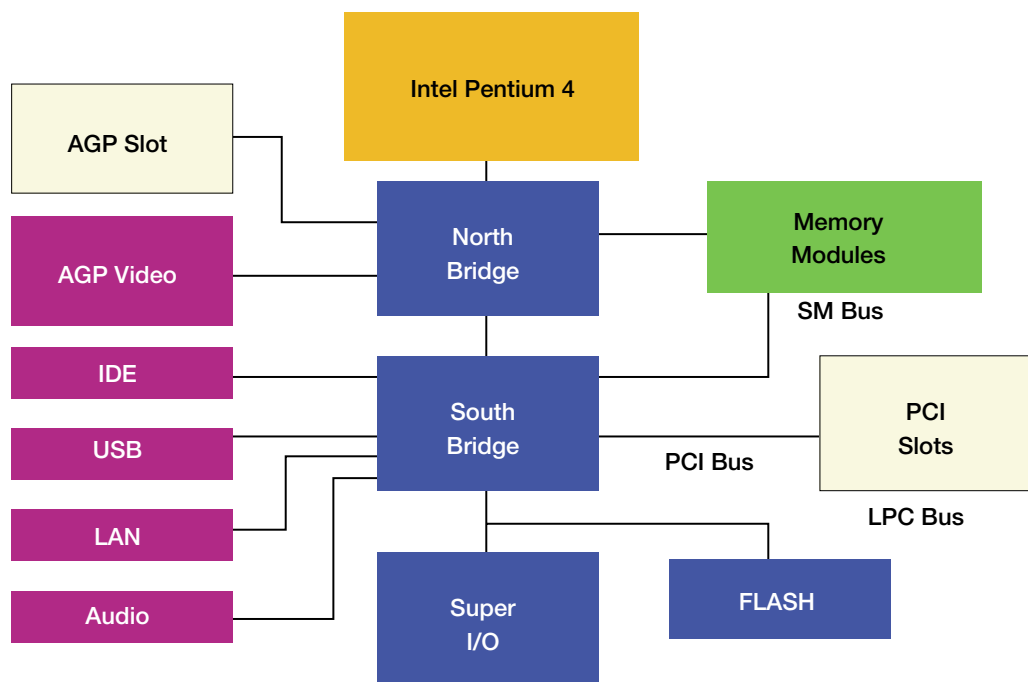 Intel Pentium 4
AGP Slot
North
Bridge
Memory
Modules
AGP Video
SM Bus
IDE
South
Bridge
PCI
Slots
USB
PCI Bus
LAN
LPC Bus
Audio
Super
I/O
FLASH